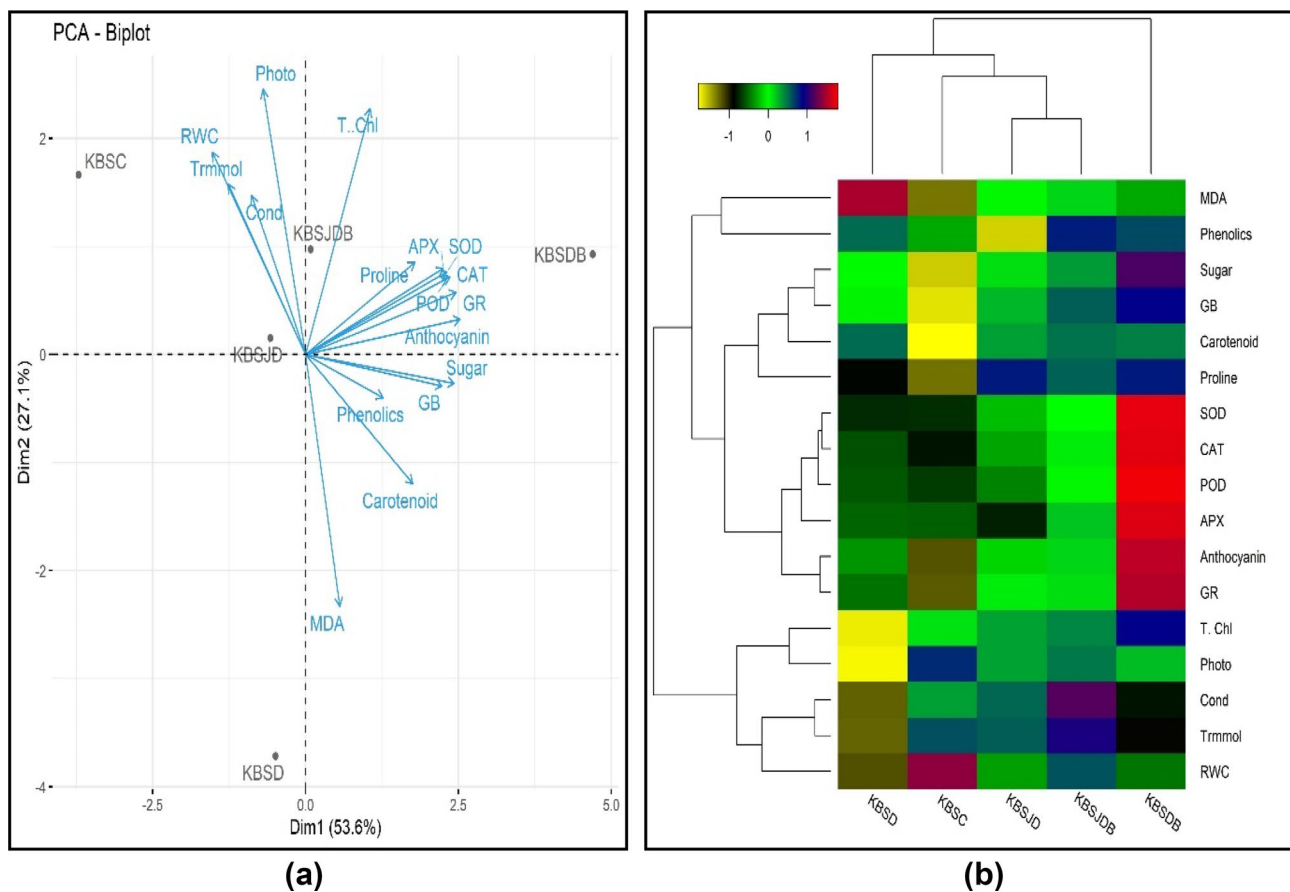 PCA - Biplot
Photo
T..Chl
RWC
Trmmol
Cond
KBSC
KBSJDB
APX SOD
KBSDB
Proline
CAT
POD GR
Anthocyanin
KBSJD
Sugar
GB
Phenolics
Carotenoid
MDA
KBSD
2
0
-2
-4
Dim2 (27.1%)
-2.5 0.0 2.5 5.0
Dim1 (53.6%)
(a)
-1 0 1
MDA
Phenolics
Sugar
GB
Carotenoid
Proline
SOD
CAT
POD
APX
Anthocyanin
GR
T. Chl
Photo
Cond
Trmmol
RWC
KBSD KBSC KBSJD KBSJDB KBSDB
(b)